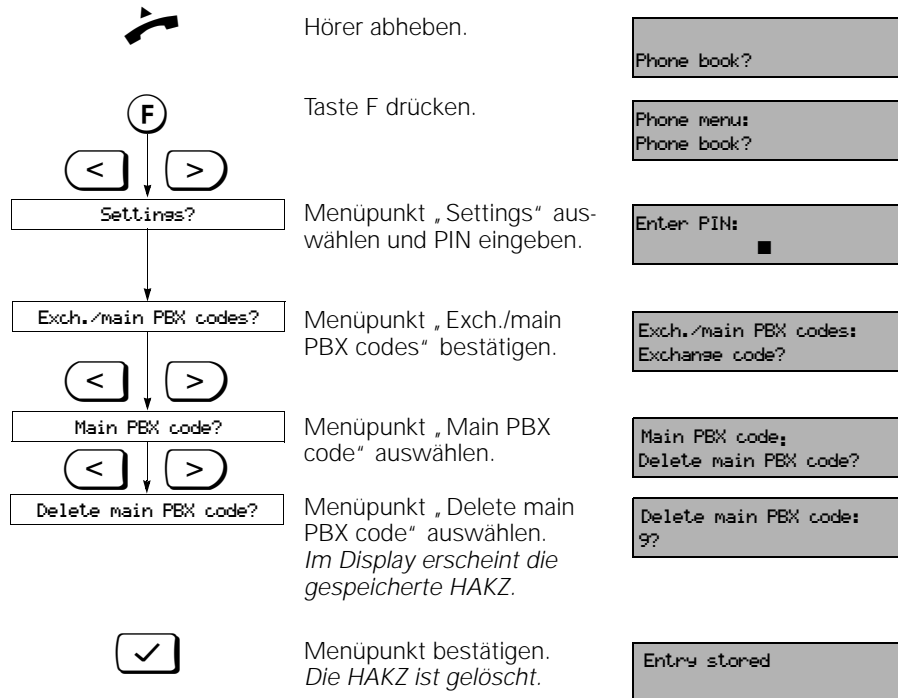 Hörer abheben.
Phone book?
F
Taste F drücken.
Phone menu:
Phone book?
< >
Settings?
Menüpunkt „Settings“ aus-
wählen und PIN eingeben.
Enter PIN:
Exch./main PBX codes?
Menüpunkt „Exch./main
PBX codes“ bestätigen.
Exch./main PBX codes:
Exchange code?
< >
Main PBX code?
Menüpunkt „Main PBX
code“ auswählen.
Main PBX code:
Delete main PBX code?
< >
Delete main PBX code?
Menüpunkt „Delete main
PBX code“ auswählen.
Im Display erscheint die
gespeicherte HAKZ.
Delete main PBX code:
9?
Menüpunkt bestätigen.
Die HAKZ ist gelöscht.
Entry stored